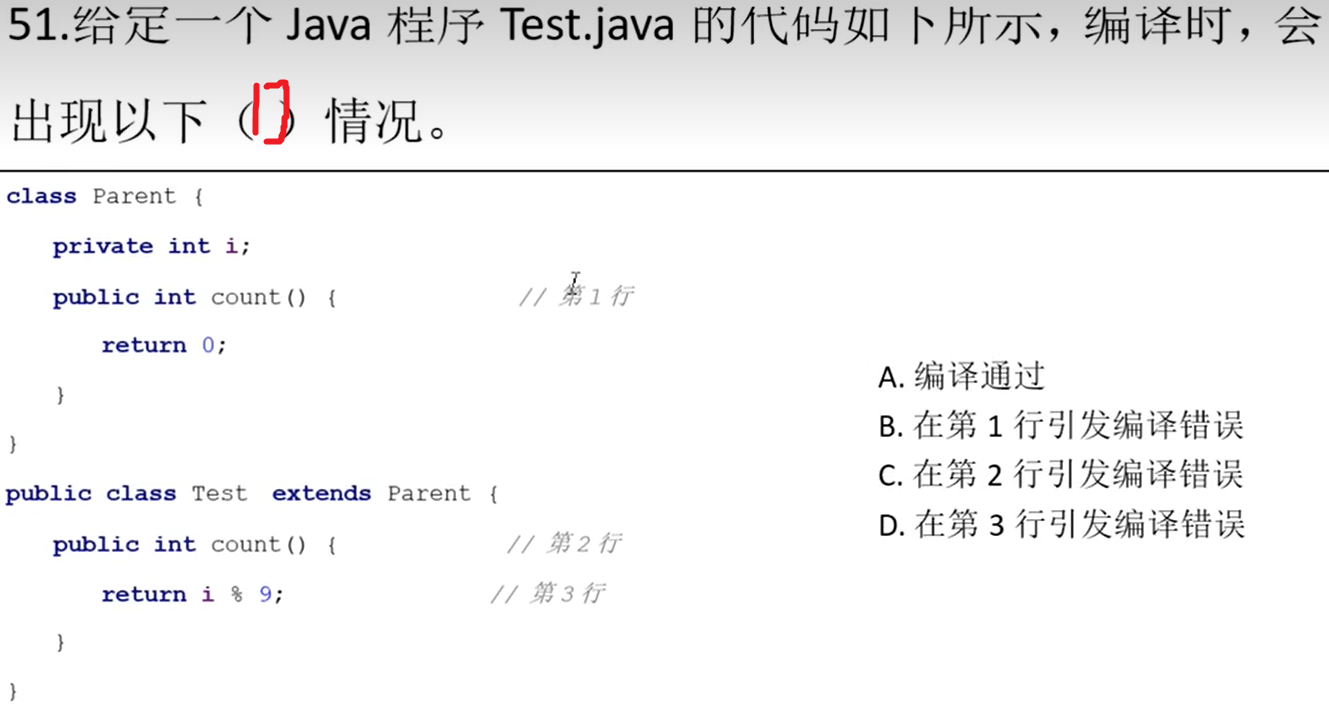 51.给定一个 Java 程序 Test.java 的代码如下所示，编译时，会
出现以下（D）情况。
class Parent {
private int i;
public int count() { // 第1行
return 0;
}
}
public class Test extends Parent {
public int count() { // 第2行
return i % 9; // 第3行
}
}
A. 编译通过
B. 在第 1 行引发编译错误
C. 在第 2 行引发编译错误
D. 在第 3 行引发编译错误